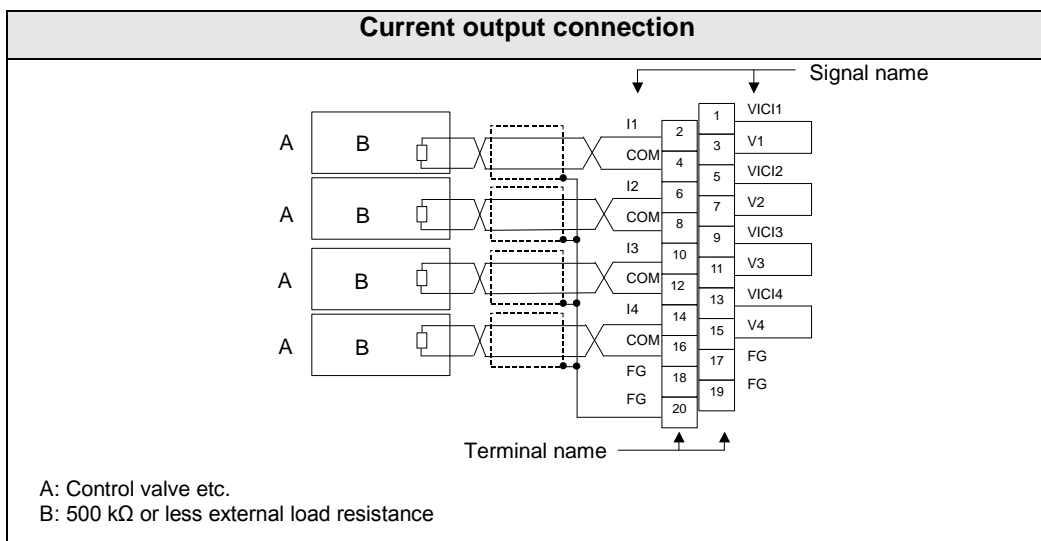 Current output connection
Signal name
A B I1 2 1 VICI1
COM 4 3 V1
A B I2 6 5 VICI2
COM 8 7 V2
A B I3 10 9 VICI3
COM 12 11 V3
A B I4 14 13 VICI4
COM 16 15 V4
FG 18 17 FG
FG 20 19 FG
Terminal name
A: Control valve etc.
B: 500 kΩ or less external load resistance